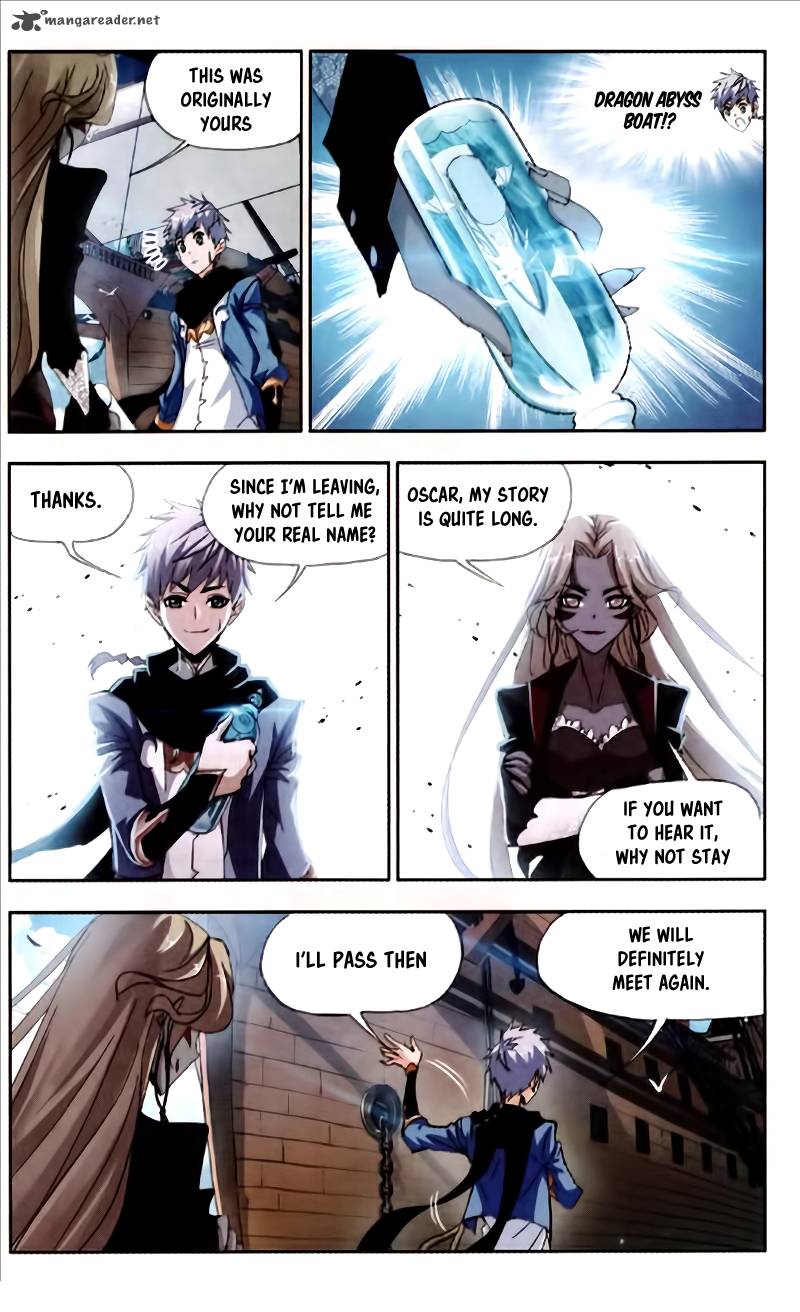 mangareader.net
THIS WAS
ORIGINALLY
YOURS
DRAGON ABYSS
BOAT!?
THANKS.
SINCE I'M LEAVING,
WHY NOT TELL ME
YOUR REAL NAME?
OSCAR, MY STORY
IS QUITE LONG.
IF YOU WANT
TO HEAR IT,
WHY NOT STAY
I'LL PASS THEN
WE WILL
DEFINITELY
MEET AGAIN.